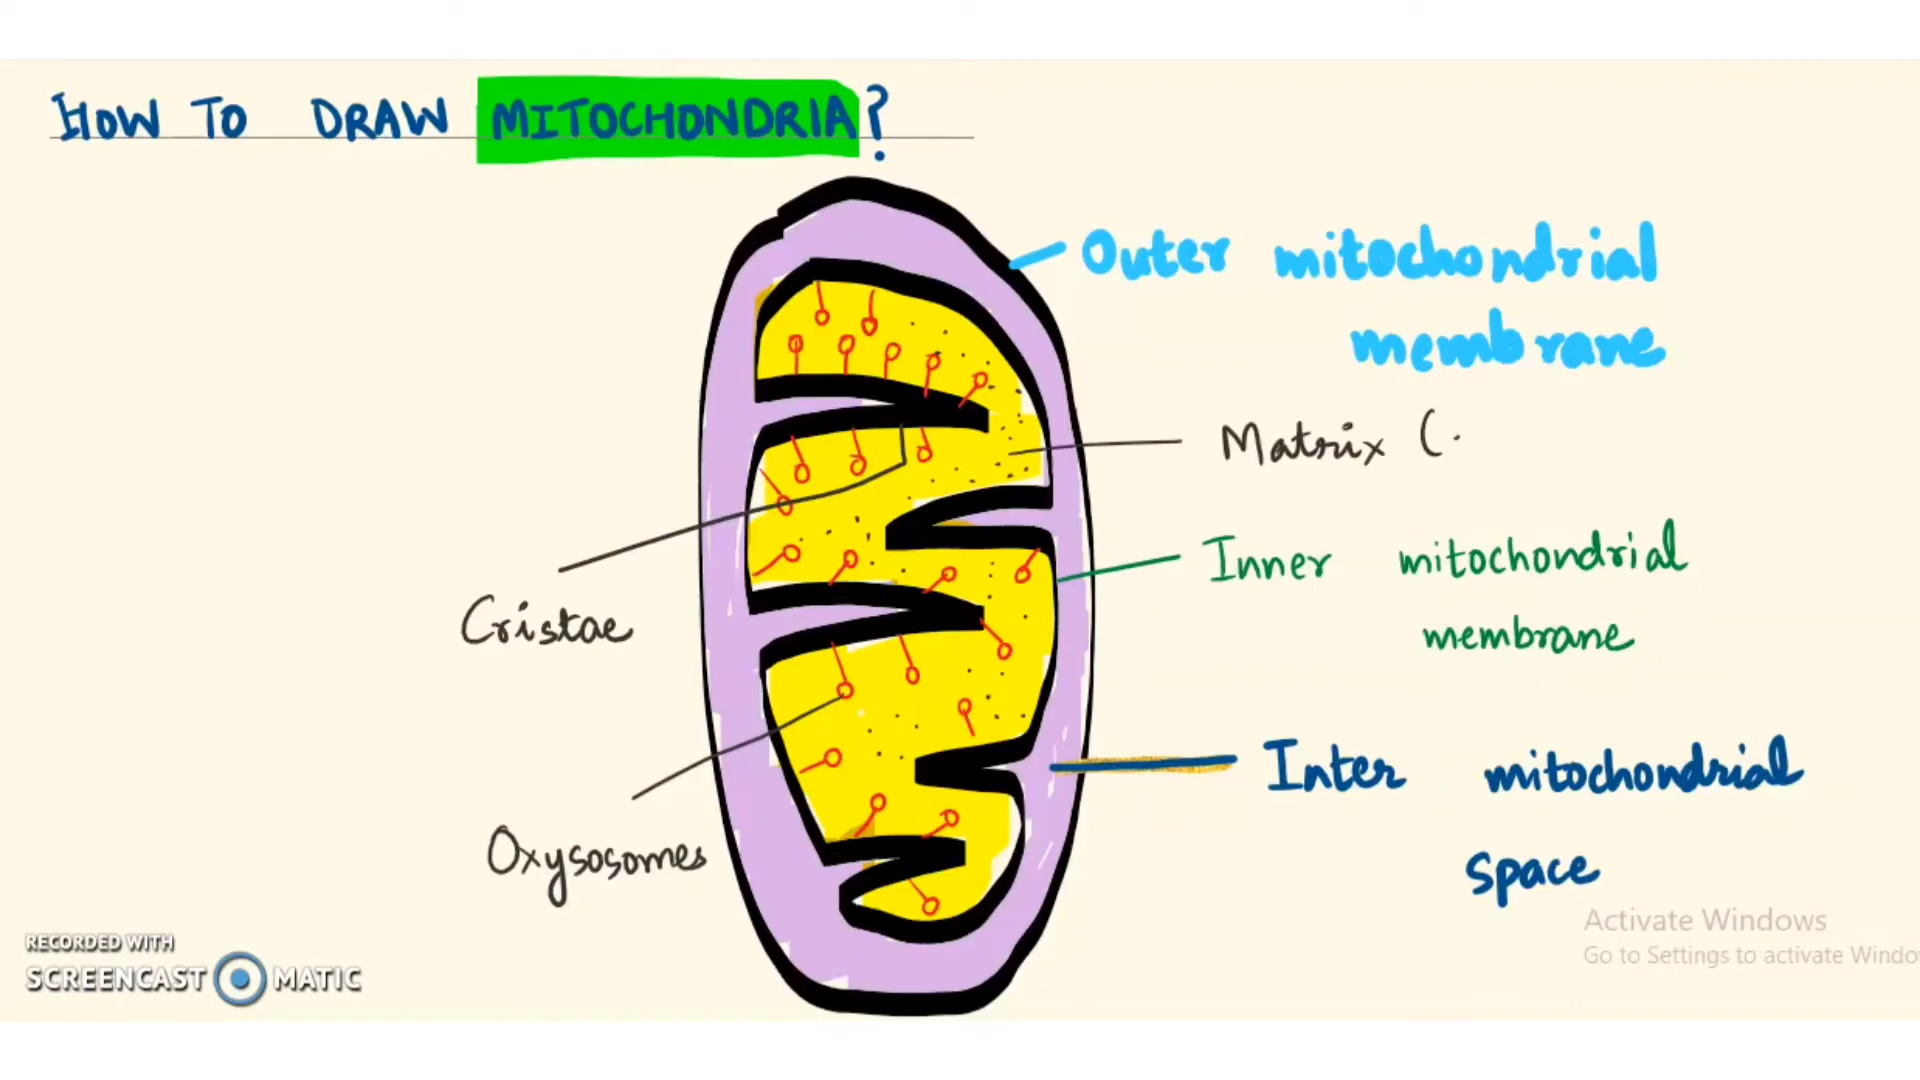 HOW TO DRAW MITOCHONDRIA?
Outer mitochondrial
membrane
Matrix (.
Inner mitochondrial
membrane
Cristae
Inter mitochondrial
space
Oxysosomes
Activate Windows
Go to Settings to activate Windo
RECORDED WITH
SCREENCAST MATIC